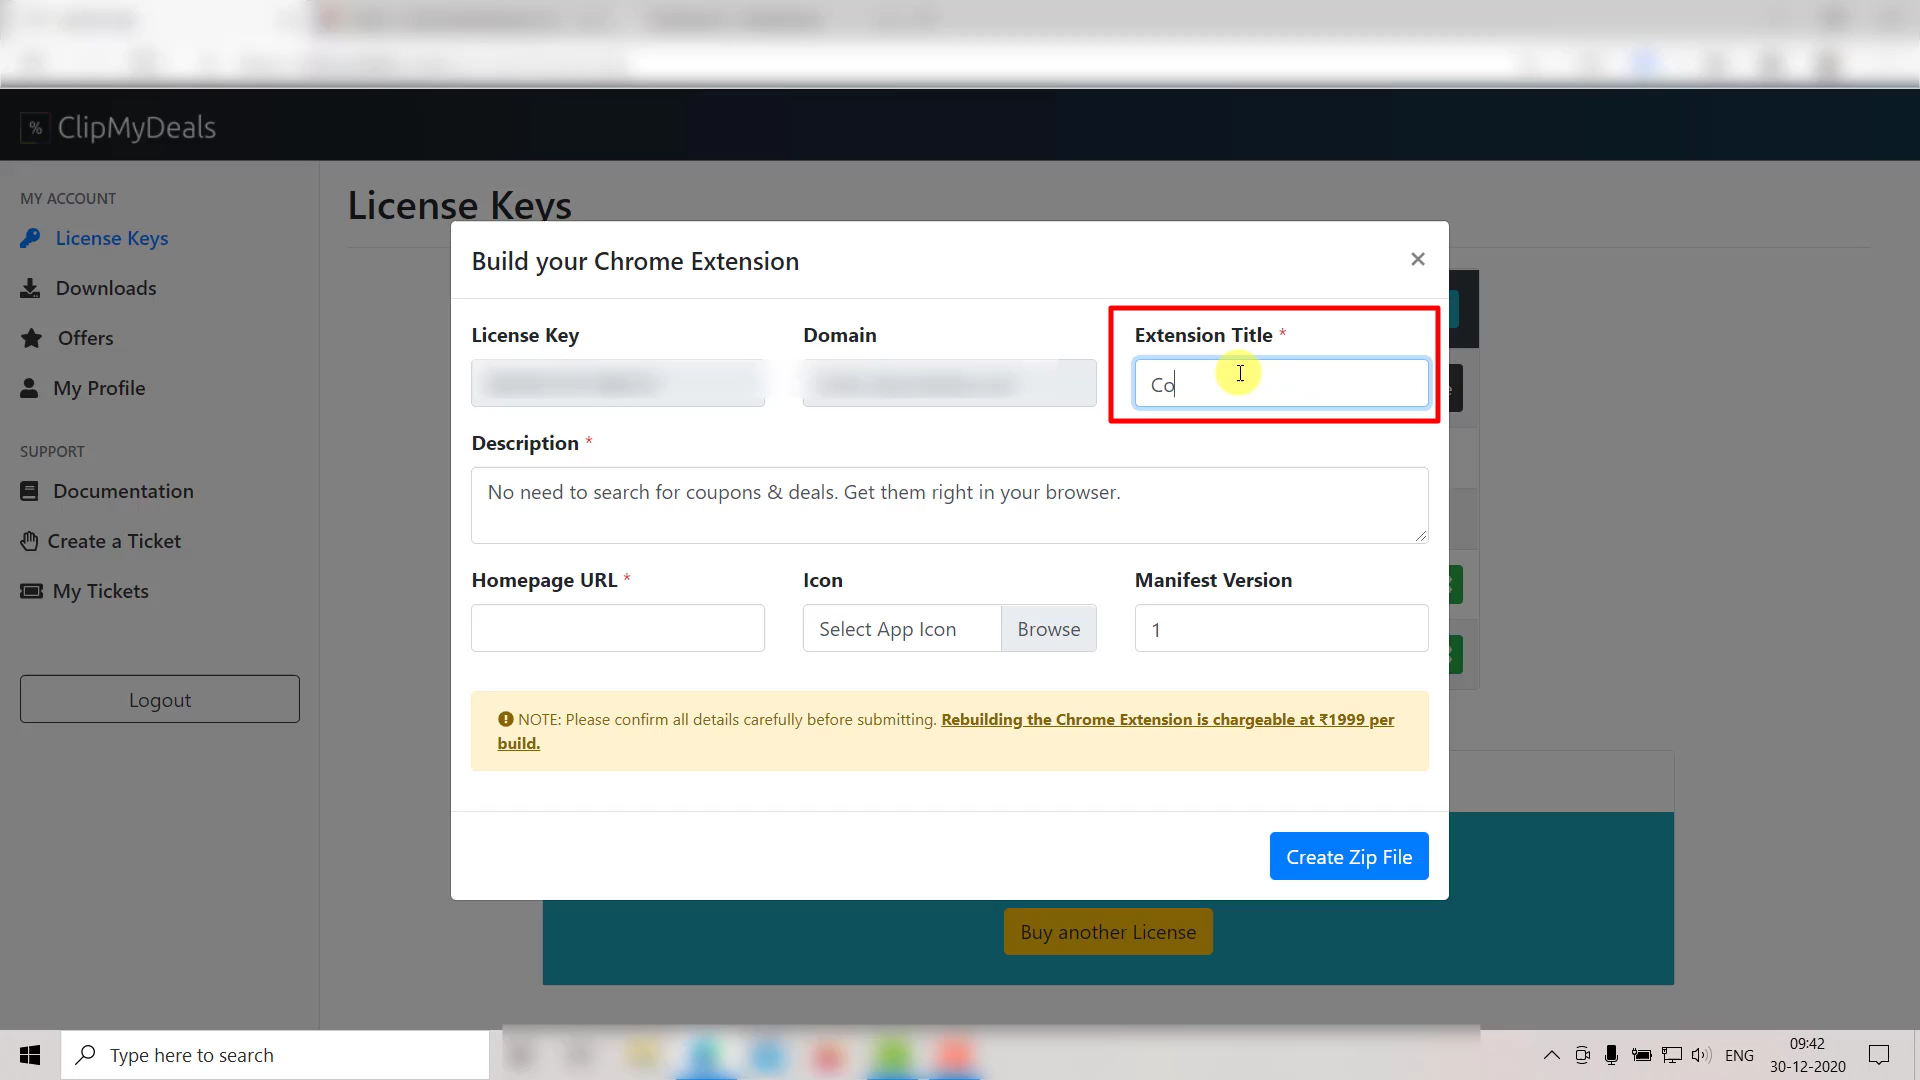 % ClipMyDeals
MY ACCOUNT
License Keys
Downloads
Offers
My Profile
SUPPORT
Documentation
Create a Ticket
My Tickets
Logout
License Keys
Build your Chrome Extension
×
License Key
Domain
Extension Title *
Co
Description *
No need to search for coupons & deals. Get them right in your browser.
Homepage URL *
Icon
Manifest Version
Select App Icon
Browse
1
NOTE: Please confirm all details carefully before submitting. Rebuilding the Chrome Extension is chargeable at ₹1999 per
build.
Create Zip File
Buy another License
Type here to search
ENG
09:42
30-12-2020